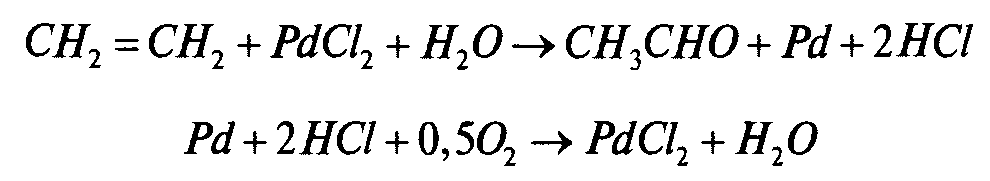 CH₂ = CH₂ + PdCl₂ + H₂O → CH₃CHO + Pd + 2HCl
Pd + 2HCl + 0,5O₂ → PdCl₂ + H₂O